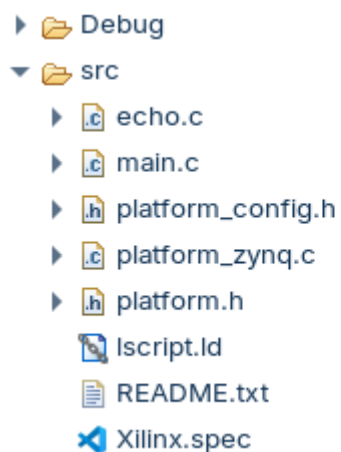 Debug
src
.c echo.c
.c main.c
.h platform_config.h
.c platform_zynq.c
.h platform.h
lscript.ld
README.txt
Xilinx.spec